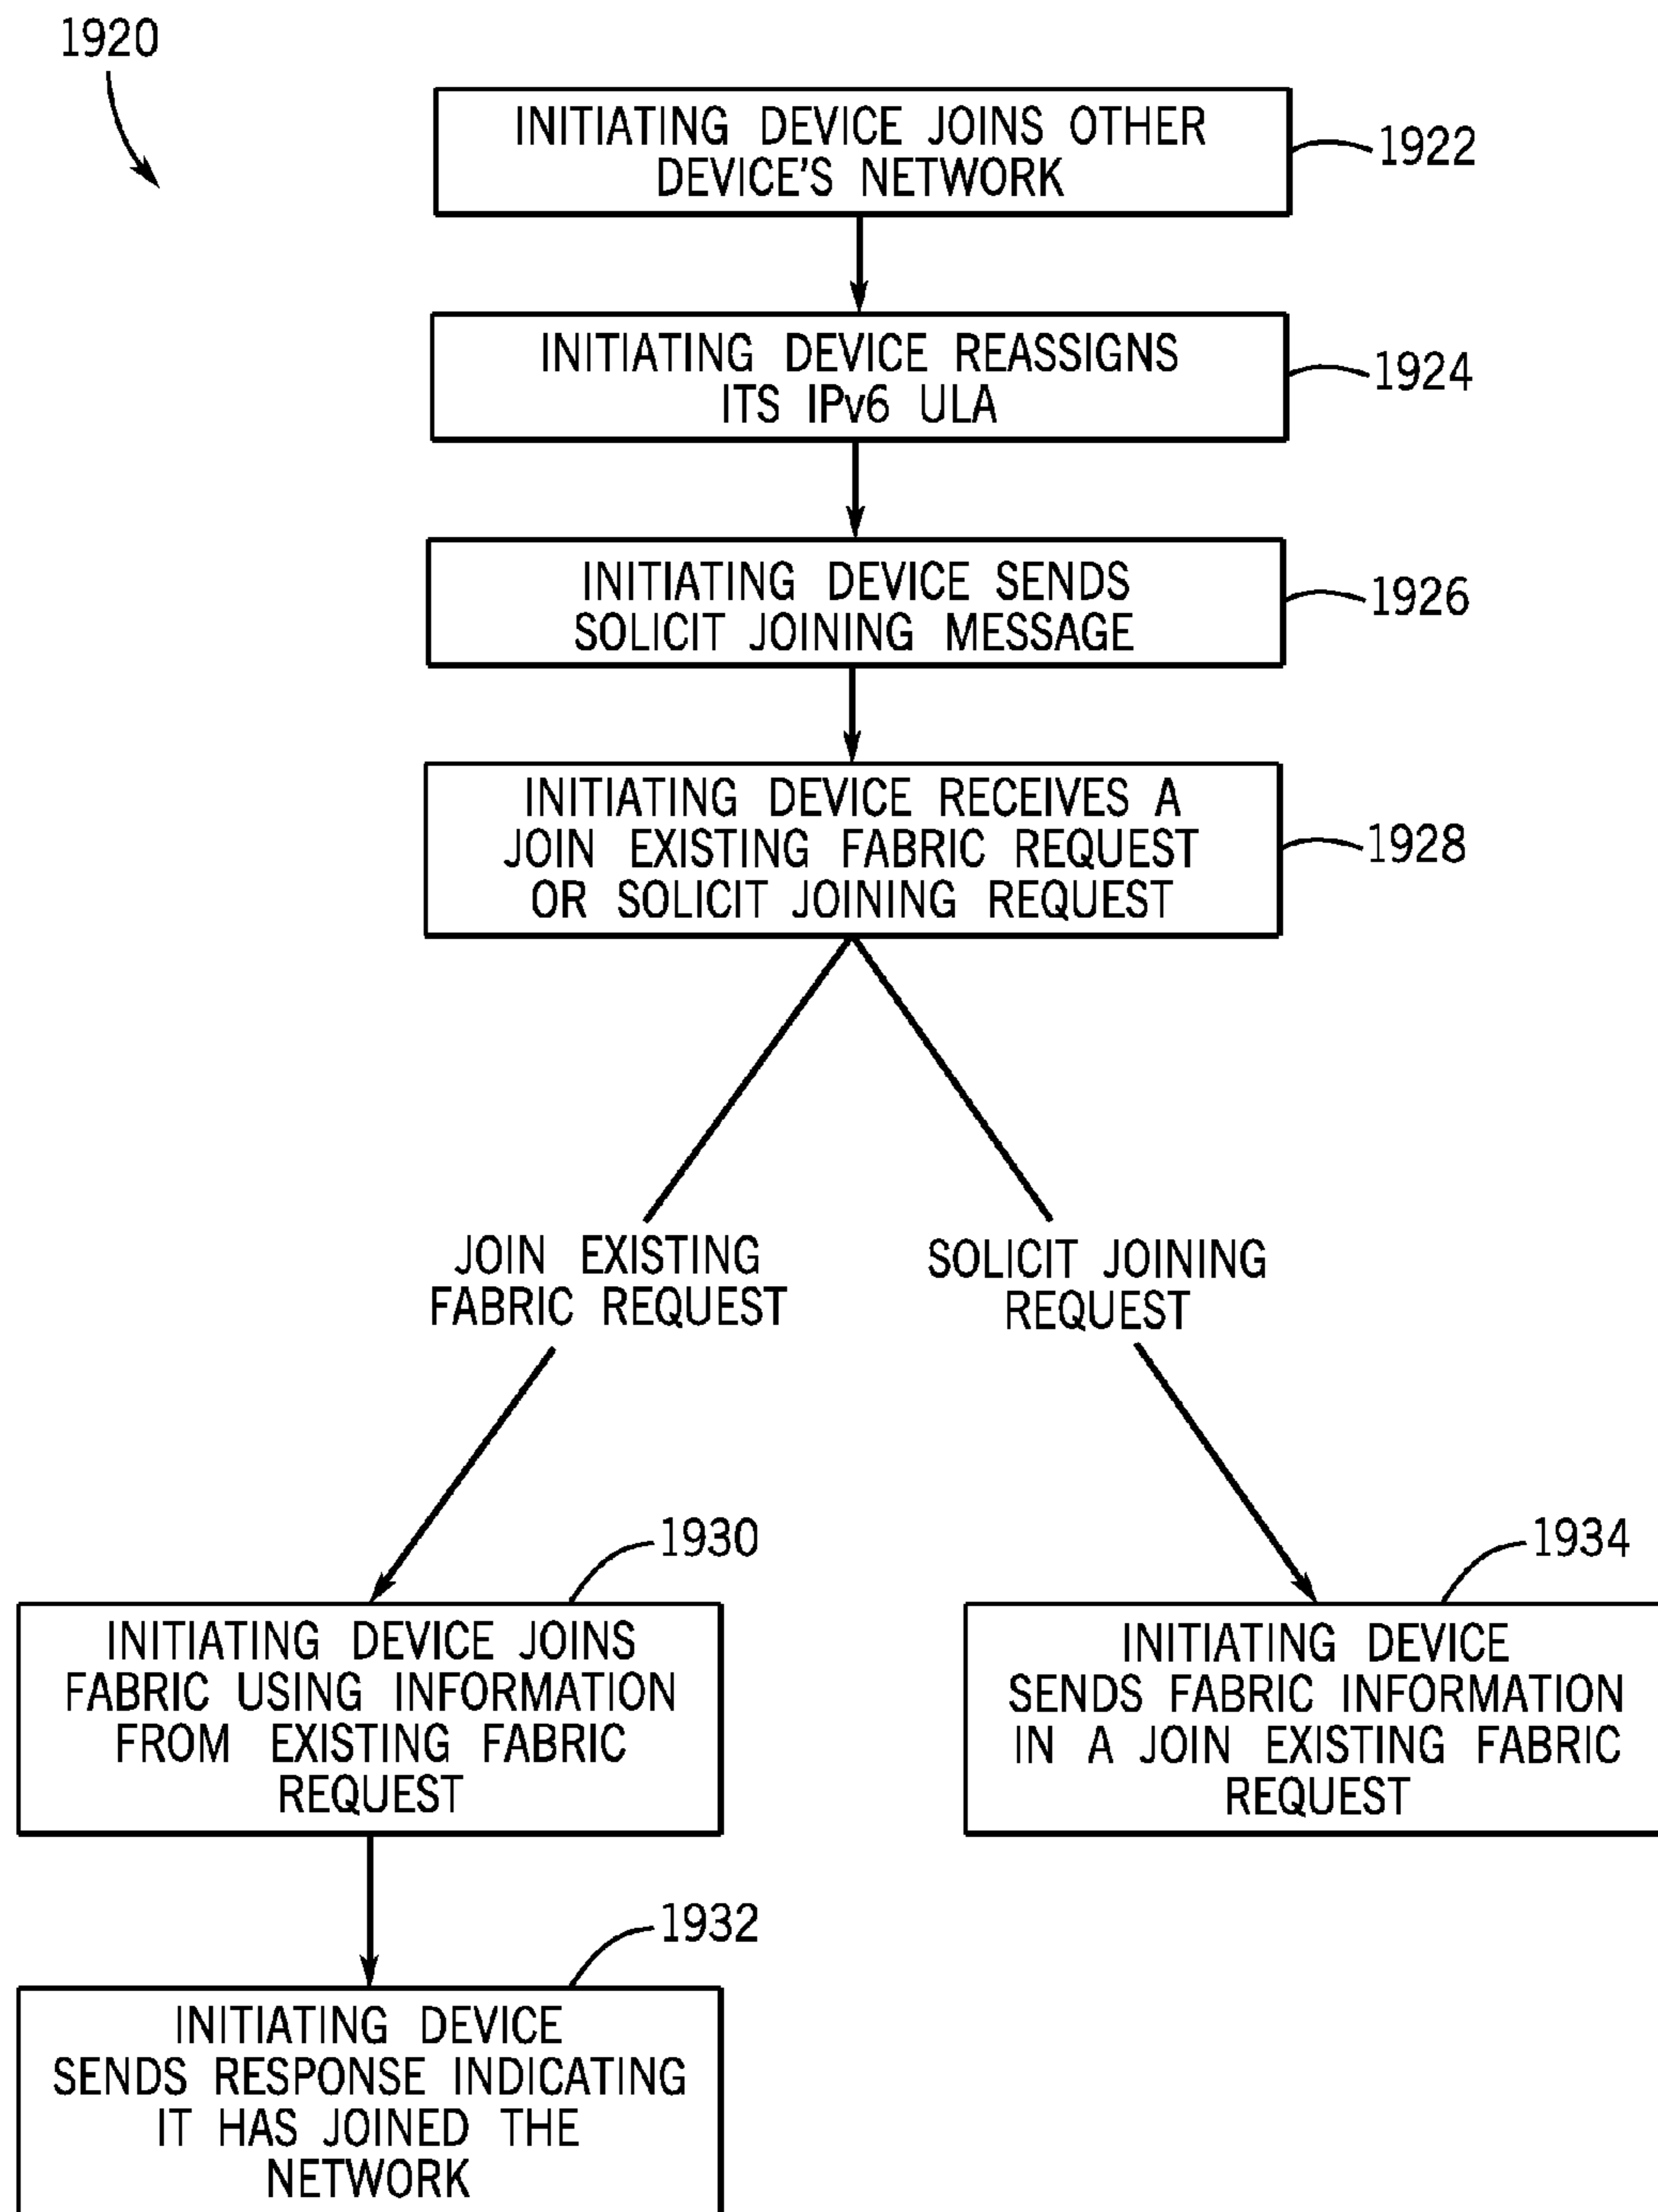 1920
INITIATING DEVICE JOINS OTHER
DEVICE'S NETWORK
1922
INITIATING DEVICE REASSIGNS
ITS IPv6 ULA
1924
INITIATING DEVICE SENDS
SOLICIT JOINING MESSAGE
1926
INITIATING DEVICE RECEIVES A
JOIN EXISTING FABRIC REQUEST
OR SOLICIT JOINING REQUEST
1928
JOIN EXISTING
FABRIC REQUEST
SOLICIT JOINING
REQUEST
1930
INITIATING DEVICE JOINS
FABRIC USING INFORMATION
FROM EXISTING FABRIC
REQUEST
1934
INITIATING DEVICE
SENDS FABRIC INFORMATION
IN A JOIN EXISTING FABRIC
REQUEST
1932
INITIATING DEVICE
SENDS RESPONSE INDICATING
IT HAS JOINED THE
NETWORK